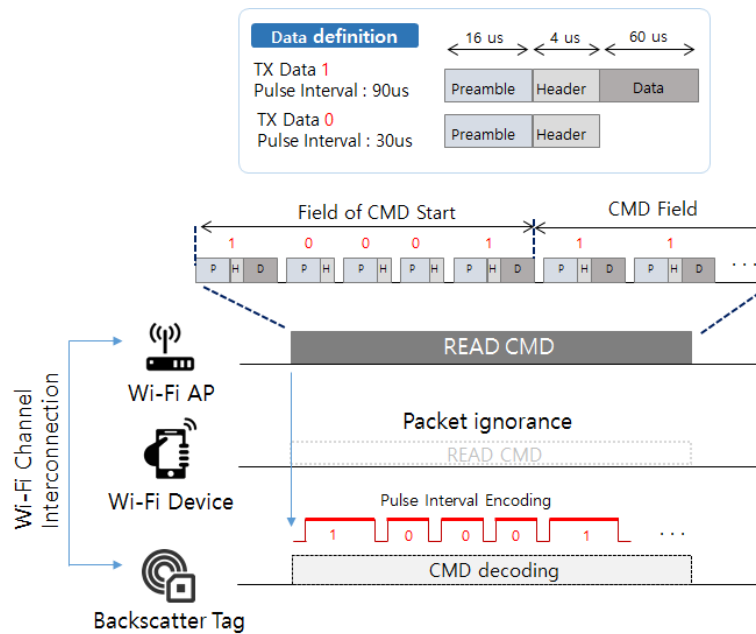 Data definition
16 us 4 us 60 us
TX Data 1
Pulse Interval : 90us
Preamble Header Data
TX Data 0
Pulse Interval : 30us
Preamble Header
Field of CMD Start CMD Field
1 0 0 0 1 1 1
P H D P H P H P H P H D P H D P H D ...
READ CMD
Wi-Fi AP
Wi-Fi Channel
Interconnection
Packet ignorance
READ CMD
Wi-Fi Device
Pulse Interval Encoding
1 0 0 0 1 ...
CMD decoding
Backscatter Tag